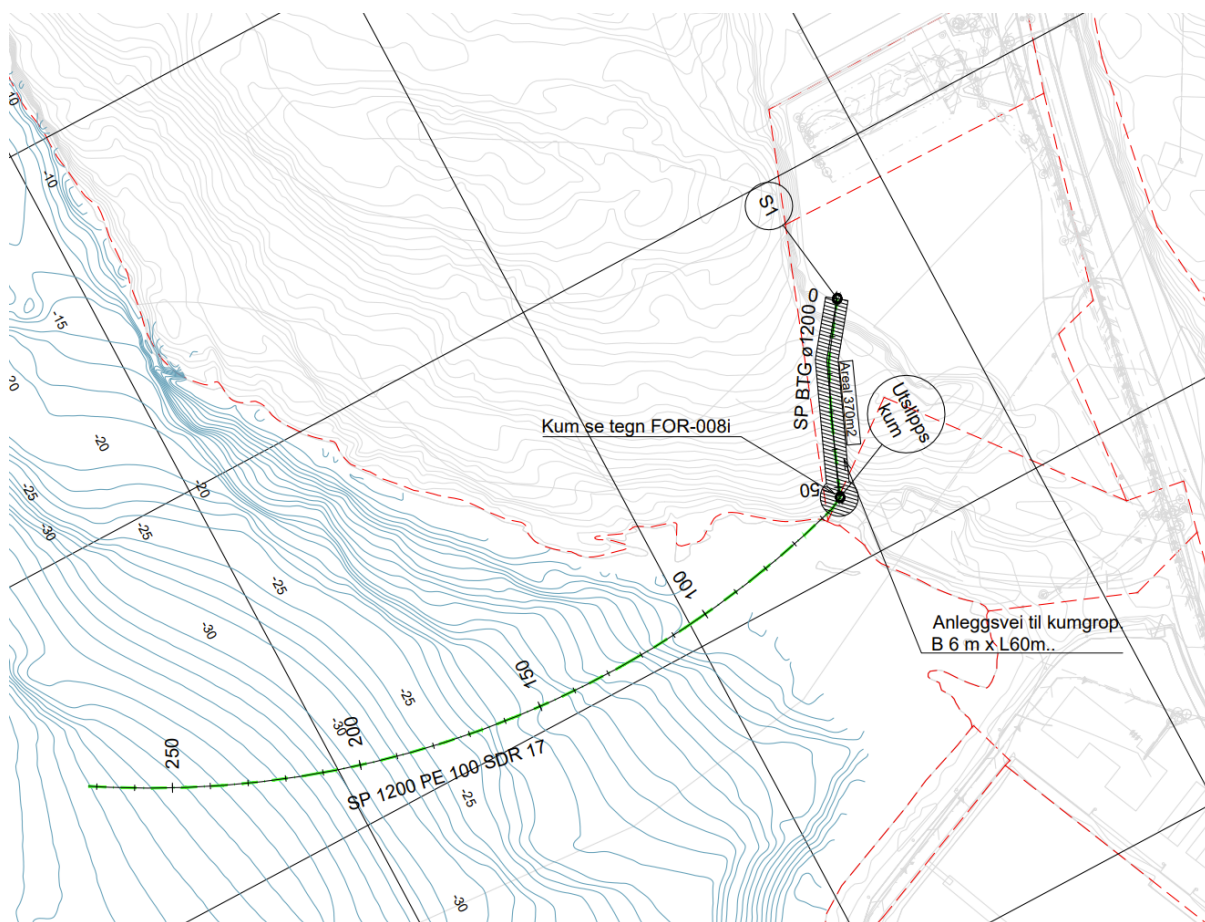 -10
-10
-15
-20
-20
-20
-25
-25
-25
-25
-25
-25
-30
-30
-30
-30
S1
0
SP BTG ø1200
Areal 370m2
Utslipps
kum
Kum se tegn FOR-008i
50
100
Anleggsvei til kumgrop.
B 6 m x L60m..
150
200
250
SP 1200 PE 100 SDR 17